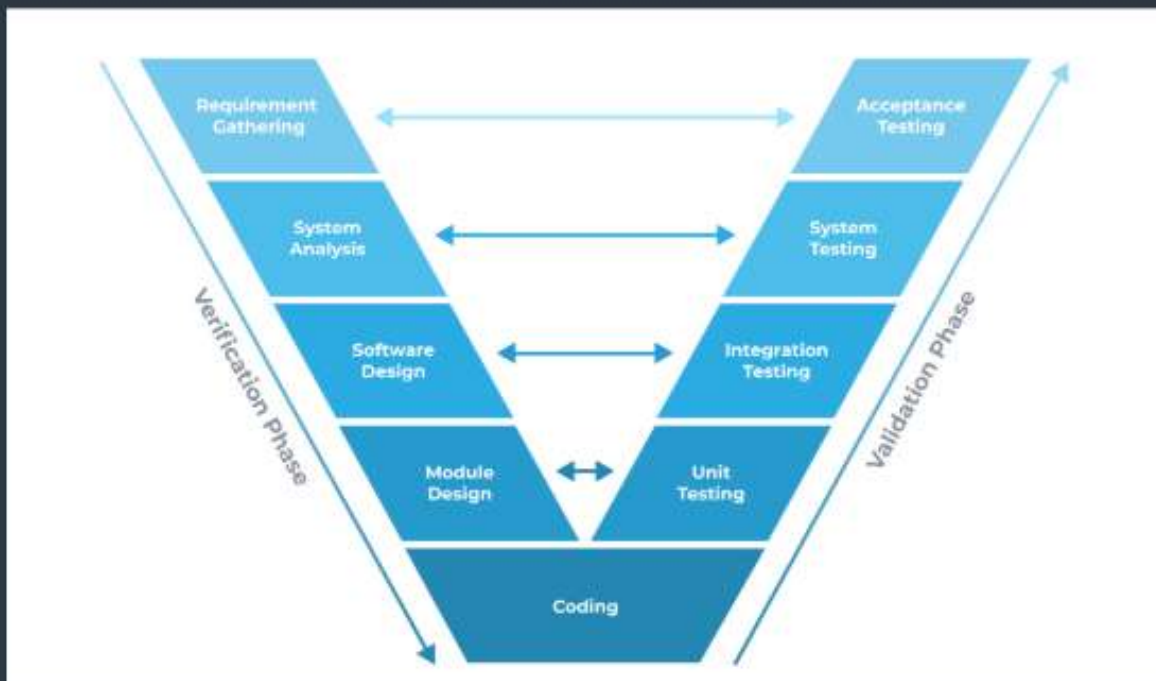 Requirement
Gathering
Acceptance
Testing
System
Analysis
System
Testing
Software
Design
Integration
Testing
Module
Design
Unit
Testing
Coding
Verification Phase
Validation Phase